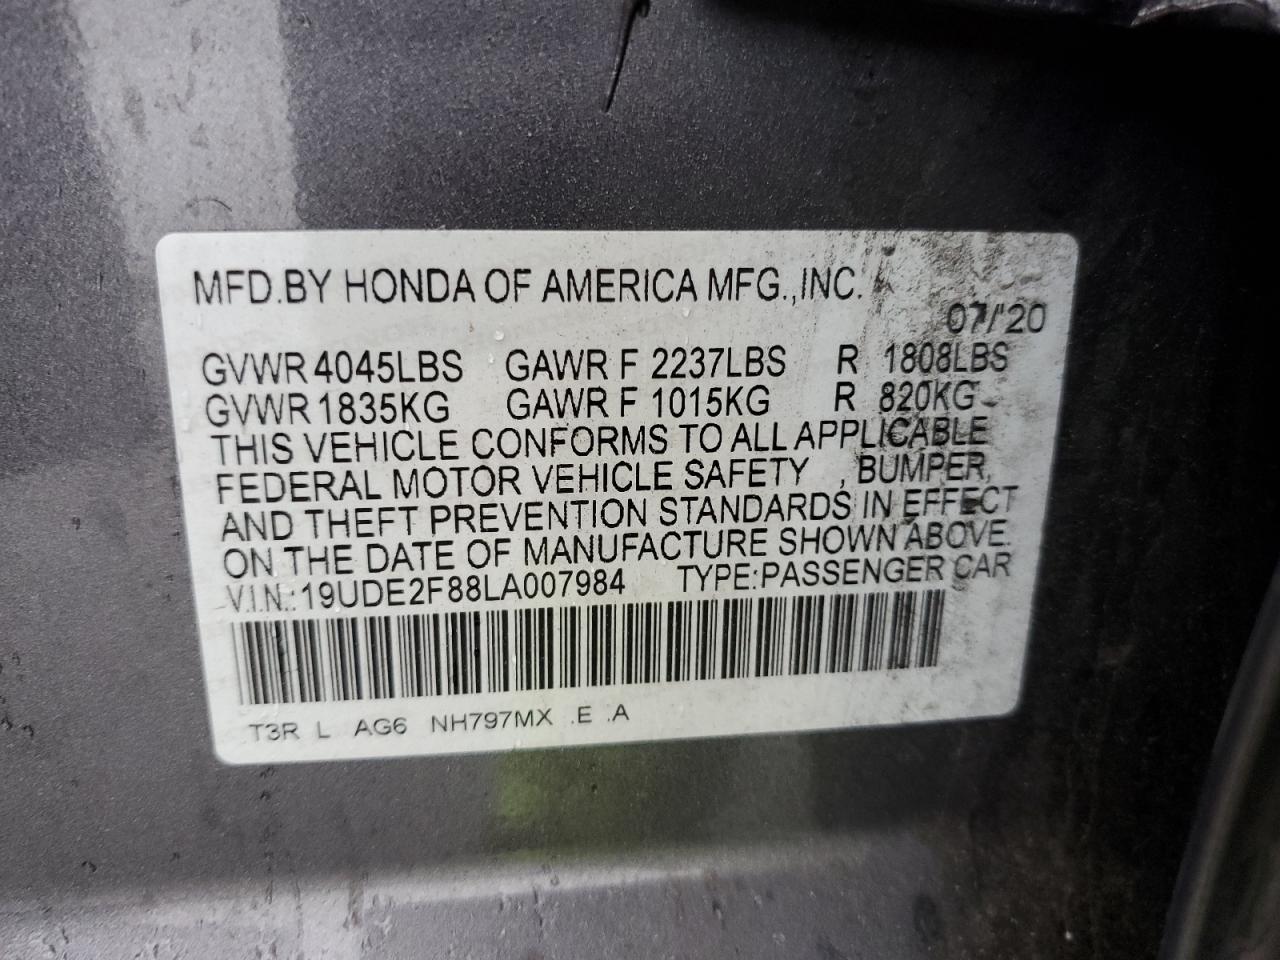 MFD.BY HONDA OF AMERICA MFG.,INC.
07/'20
GVWR 4045LBS GAWR F 2237LBS R 1808LBS
GVWR 1835KG GAWR F 1015KG R 820KG
THIS VEHICLE CONFORMS TO ALL APPLICABLE
FEDERAL MOTOR VEHICLE SAFETY , BUMPER,
AND THEFT PREVENTION STANDARDS IN EFFECT
ON THE DATE OF MANUFACTURE SHOWN ABOVE.
V.I.N.:19UDE2F88LA007984 TYPE:PASSENGER CAR
T3R L AG6 NH797MX .E .A